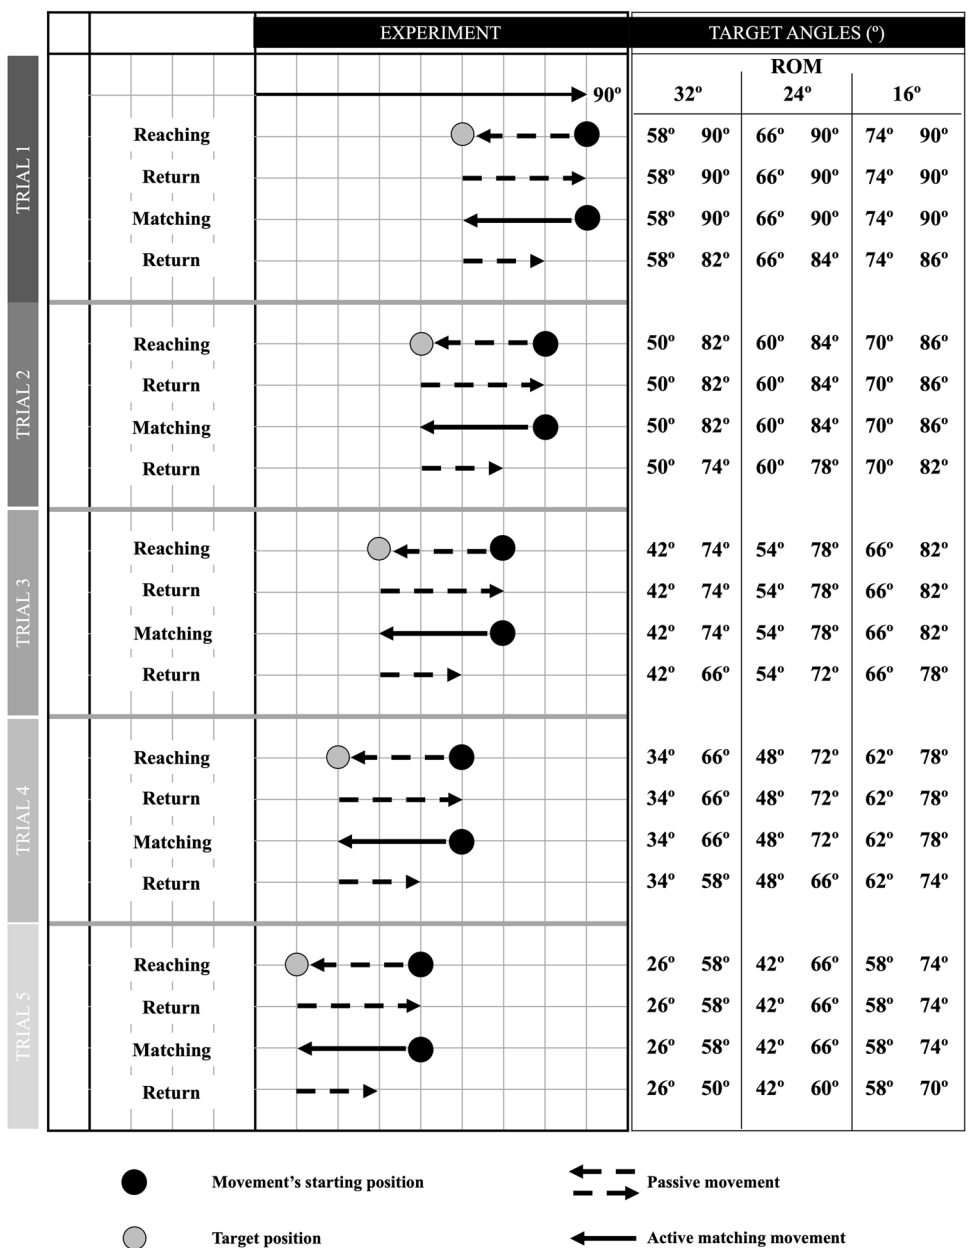 EXPERIMENT TARGET ANGLES (º)
ROM
90º 32º 24º 16º
TRIAL 1
Reaching 58º 90º 66º 90º 74º 90º
Return 58º 90º 66º 90º 74º 90º
Matching 58º 90º 66º 90º 74º 90º
Return 58º 82º 66º 84º 74º 86º
TRIAL 2
Reaching 50º 82º 60º 84º 70º 86º
Return 50º 82º 60º 84º 70º 86º
Matching 50º 82º 60º 84º 70º 86º
Return 50º 74º 60º 78º 70º 82º
TRIAL 3
Reaching 42º 74º 54º 78º 66º 82º
Return 42º 74º 54º 78º 66º 82º
Matching 42º 74º 54º 78º 66º 82º
Return 42º 66º 54º 72º 66º 78º
TRIAL 4
Reaching 34º 66º 48º 72º 62º 78º
Return 34º 66º 48º 72º 62º 78º
Matching 34º 66º 48º 72º 62º 78º
Return 34º 58º 48º 66º 62º 74º
TRIAL 5
Reaching 26º 58º 42º 66º 58º 74º
Return 26º 58º 42º 66º 58º 74º
Matching 26º 58º 42º 66º 58º 74º
Return 26º 50º 42º 60º 58º 70º
Movement's starting position Passive movement
Target position Active matching movement